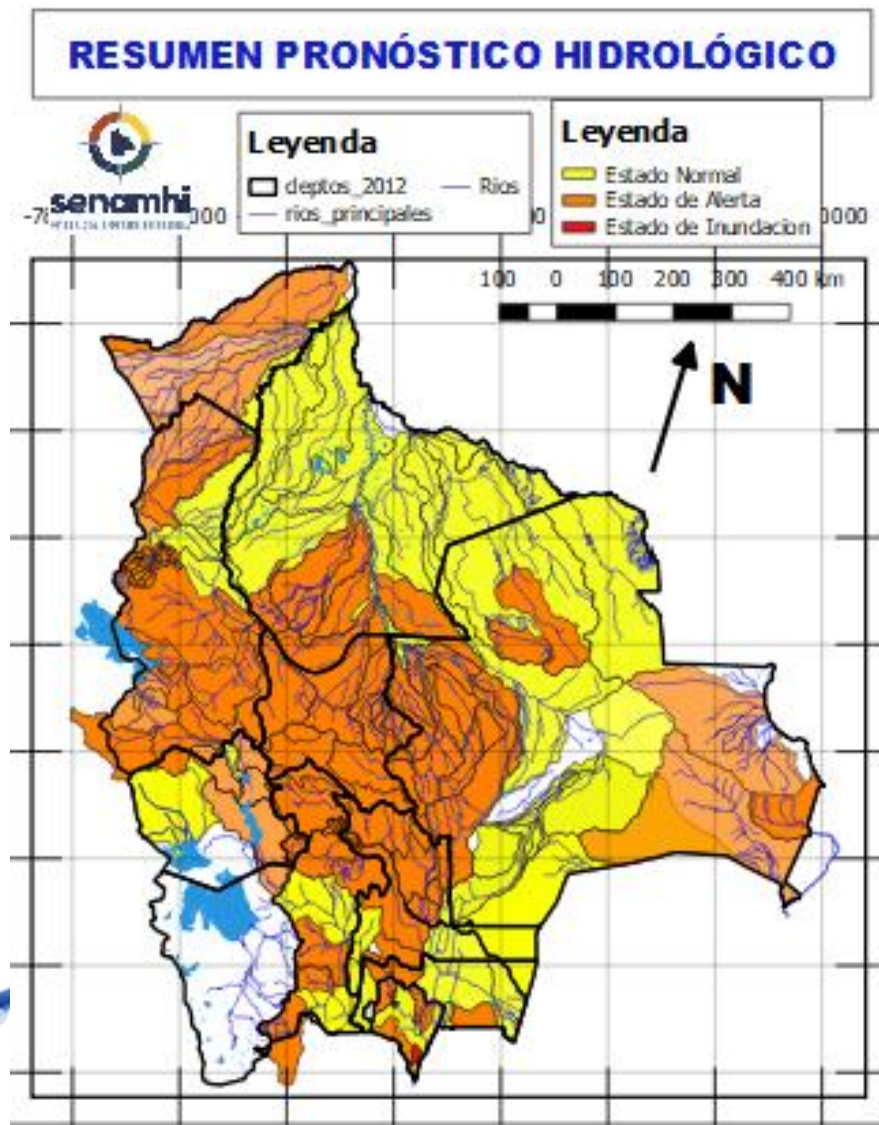 RESUMEN PRONÓSTICO HIDROLÓGICO
senamhi
Leyenda
deptos_2012
Rios
rios_principales
Leyenda
Estado Normal
Estado de Alerta
Estado de Inundacion
100 0 100 200 300 400 km
N